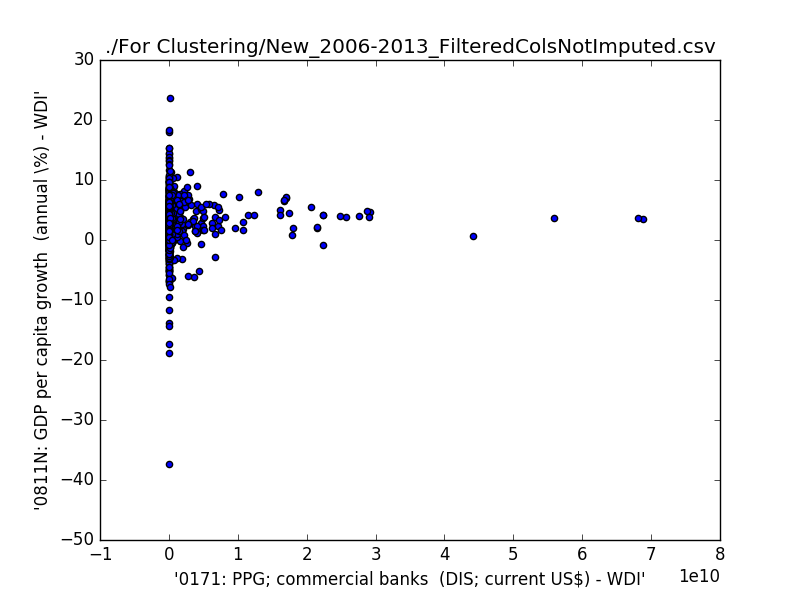 ./For Clustering/New_2006-2013_FilteredColsNotImputed.csv
30
20
10
0
−10
−20
−30
−40
−50
'0811N: GDP per capita growth  (annual \%) - WDI'
−1 0 1 2 3 4 5 6 7 8
1e10
'0171: PPG; commercial banks  (DIS; current US$) - WDI'